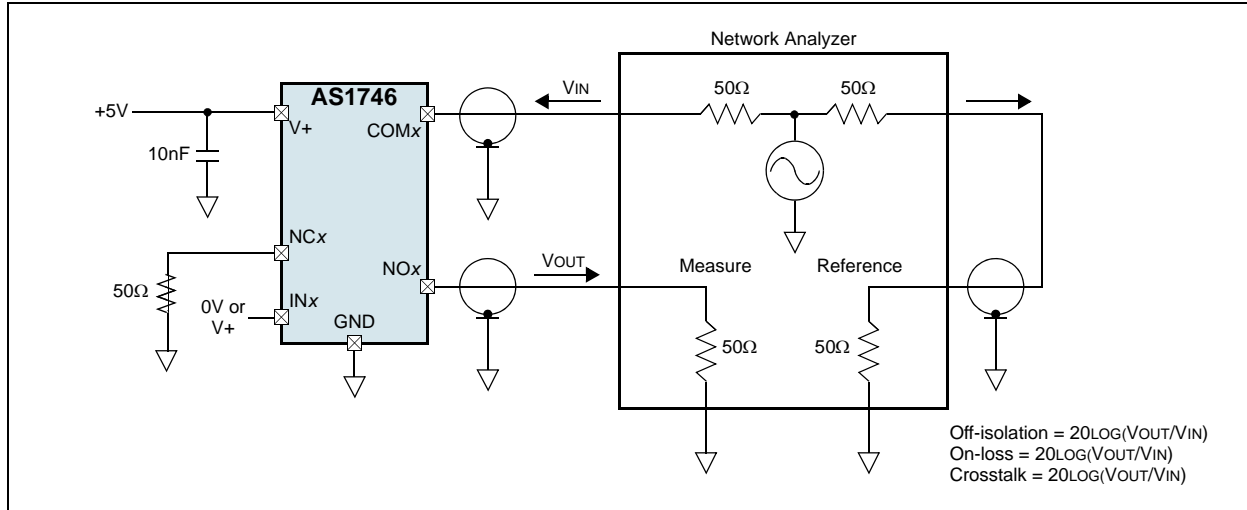 Network Analyzer
AS1746
VIN
50Ω
50Ω
+5V
V+
COMx
10nF
NCx
NOx
VOUT
Measure
Reference
50Ω
0V or
V+
INx
GND
50Ω
50Ω
Off-isolation = 20LOG(VOUT/VIN)
On-loss = 20LOG(VOUT/VIN)
Crosstalk = 20LOG(VOUT/VIN)